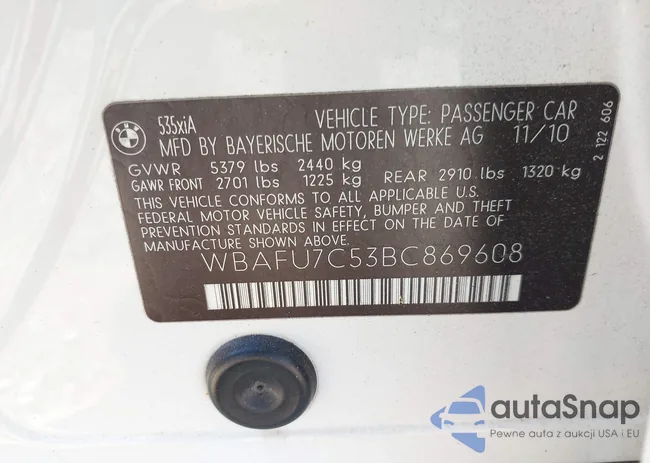 BMW
535xiA
VEHICLE TYPE: PASSENGER CAR
MFD BY BAYERISCHE MOTOREN WERKE AG 11/10
GVWR 5379 lbs 2440 kg
GAWR FRONT 2701 lbs 1225 kg REAR 2910 lbs 1320 kg
THIS VEHICLE CONFORMS TO ALL APPLICABLE U.S.
FEDERAL MOTOR VEHICLE SAFETY, BUMPER AND THEFT
PREVENTION STANDARDS IN EFFECT ON THE DATE OF
MANUFACTURE SHOWN ABOVE.
WBAFU7C53BC869608
2 122 606
autaSnap
Pewne auta z aukcji USA i EU